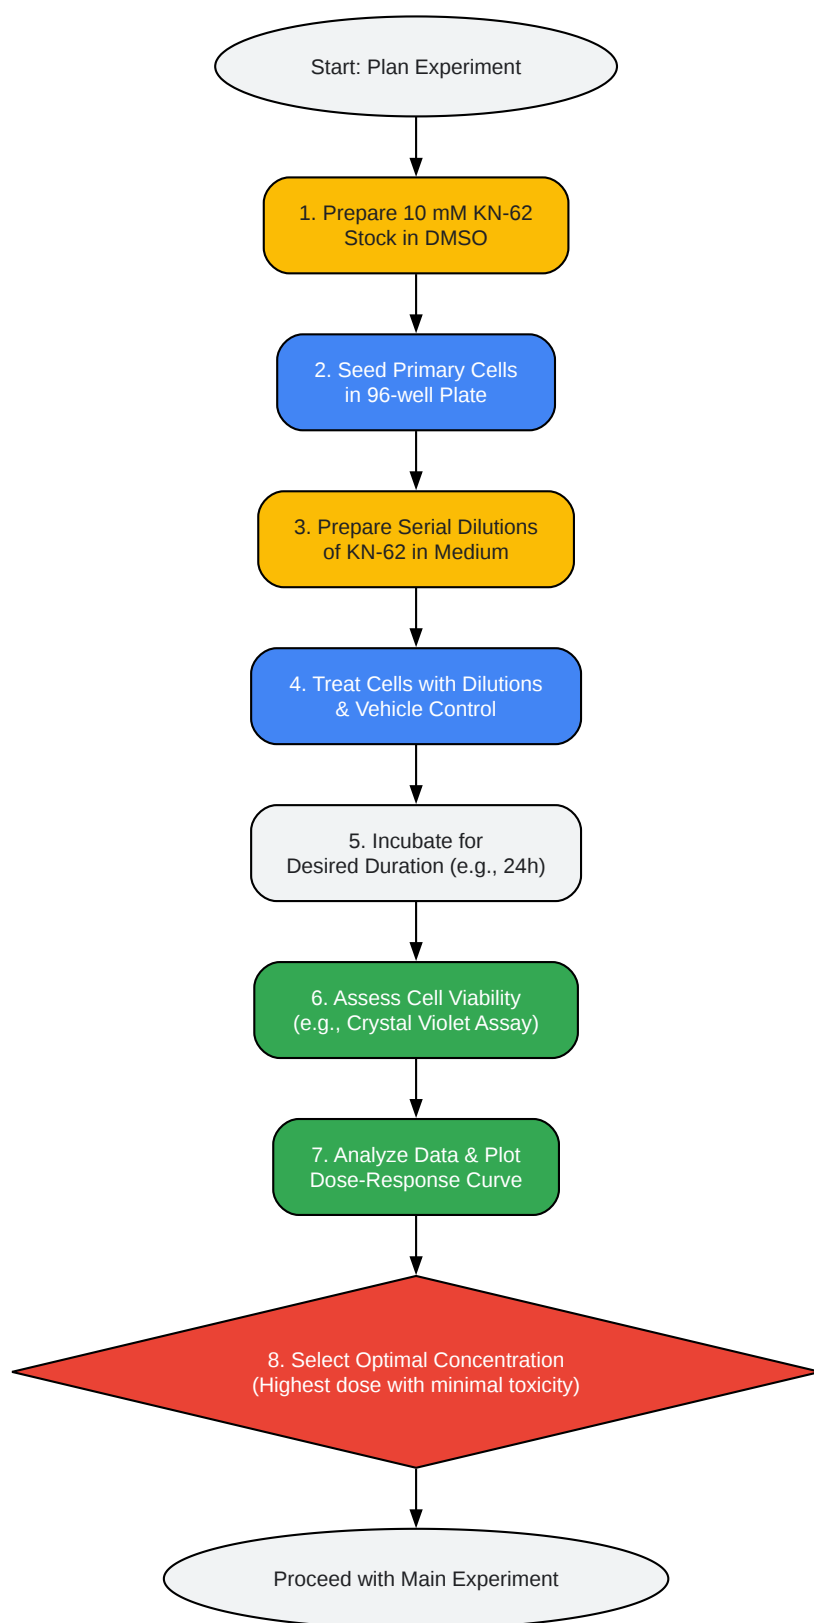 Start: Plan Experiment
1. Prepare 10 mM KN-62
Stock in DMSO
2. Seed Primary Cells
in 96-well Plate
3. Prepare Serial Dilutions
of KN-62 in Medium
4. Treat Cells with Dilutions
& Vehicle Control
5. Incubate for
Desired Duration (e.g., 24h)
6. Assess Cell Viability
(e.g., Crystal Violet Assay)
7. Analyze Data & Plot
Dose-Response Curve
8. Select Optimal Concentration
(Highest dose with minimal toxicity)
Proceed with Main Experiment